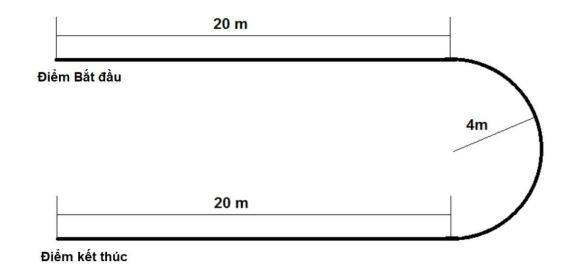 20 m
Điểm Bắt đầu
4m
20 m
Điểm kết thúc